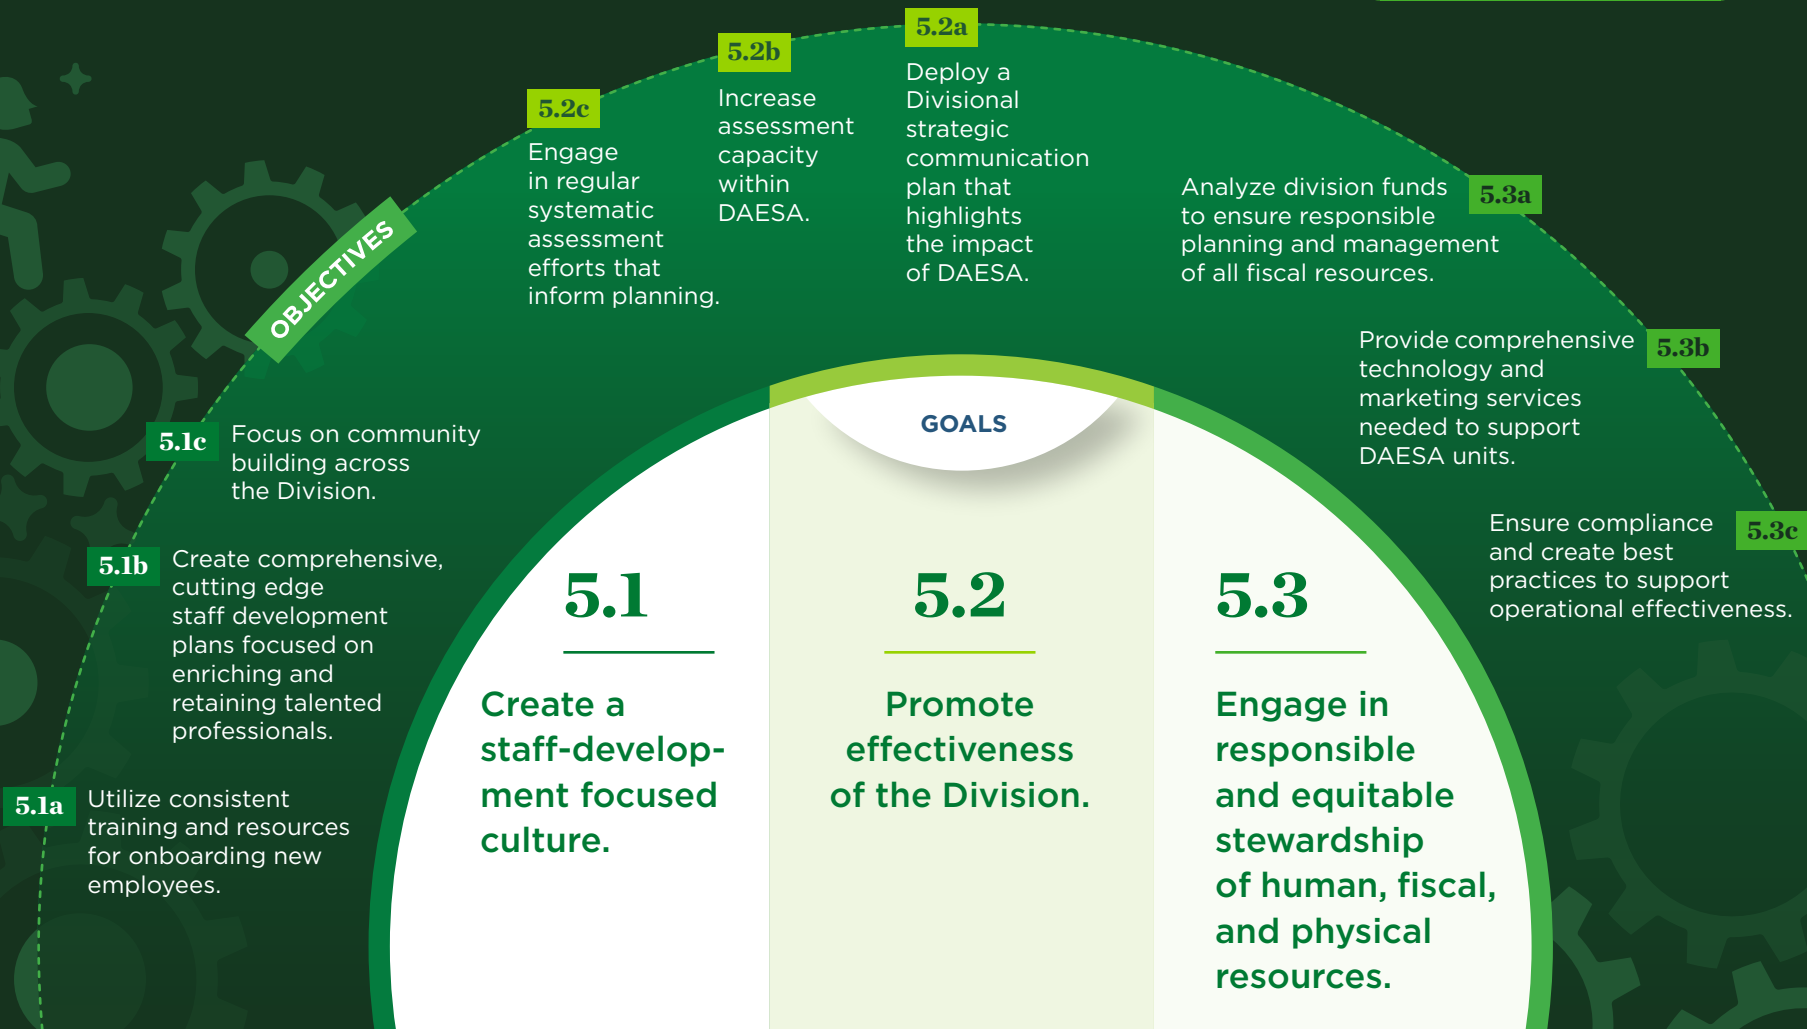 OBJECTIVES
5.2c
Engage
in regular
systematic
assessment
efforts that
inform planning.
5.2b
Increase
assessment
capacity
within
DAESA.
5.2a
Deploy a
Divisional
strategic
communication
plan that
highlights
the impact
of DAESA.
5.3a
Analyze division funds
to ensure responsible
planning and management
of all fiscal resources.
5.3b
Provide comprehensive
technology and
marketing services
needed to support
DAESA units.
5.3c
Ensure compliance
and create best
practices to support
operational effectiveness.
5.1c
Focus on community
building across
the Division.
5.1b
Create comprehensive,
cutting edge
staff development
plans focused on
enriching and
retaining talented
professionals.
5.1a
Utilize consistent
training and resources
for onboarding new
employees.
GOALS
5.1
Create a
staff-develop-
ment focused
culture.
5.2
Promote
effectiveness
of the Division.
5.3
Engage in
responsible
and equitable
stewardship
of human, fiscal,
and physical
resources.